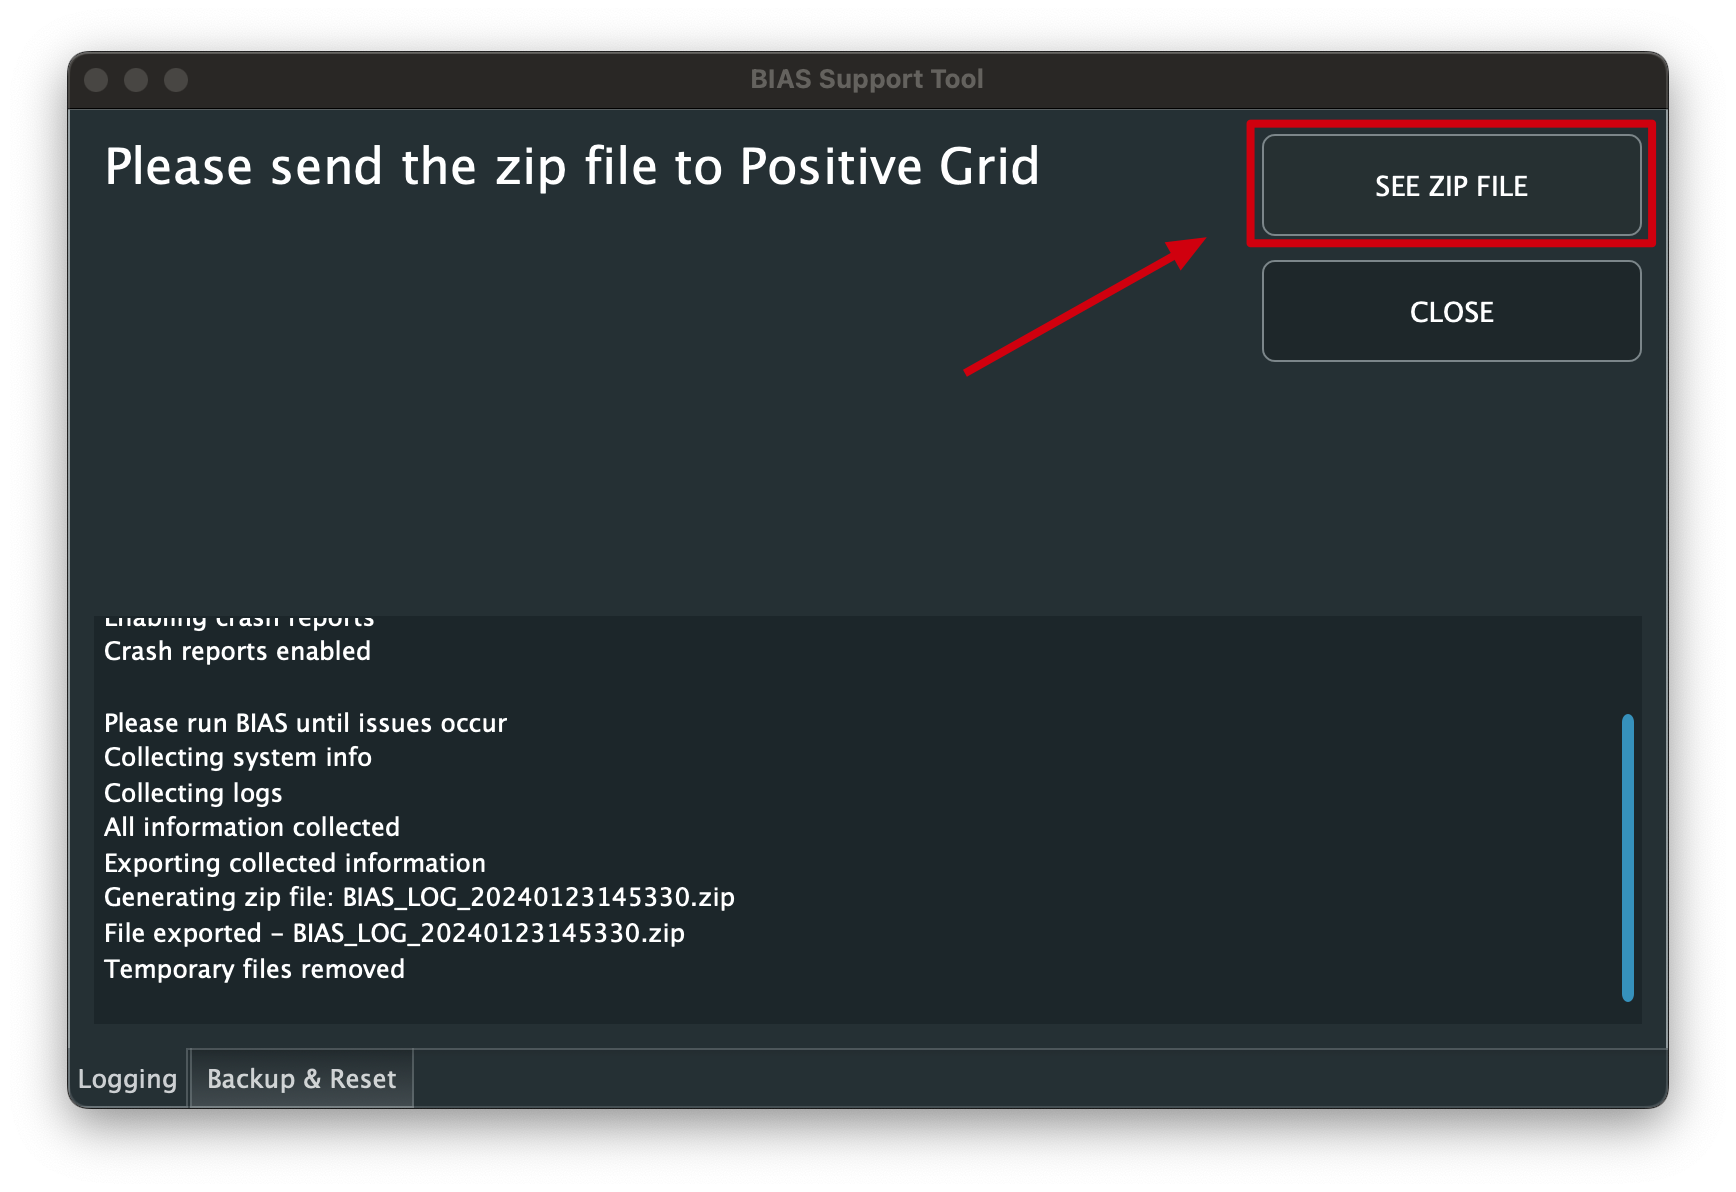 BIAS Support Tool
Please send the zip file to Positive Grid
SEE ZIP FILE
CLOSE
Enabling crash reports
Crash reports enabled
Please run BIAS until issues occur
Collecting system info
Collecting logs
All information collected
Exporting collected information
Generating zip file: BIAS_LOG_20240123145330.zip
File exported - BIAS_LOG_20240123145330.zip
Temporary files removed
Logging
Backup & Reset